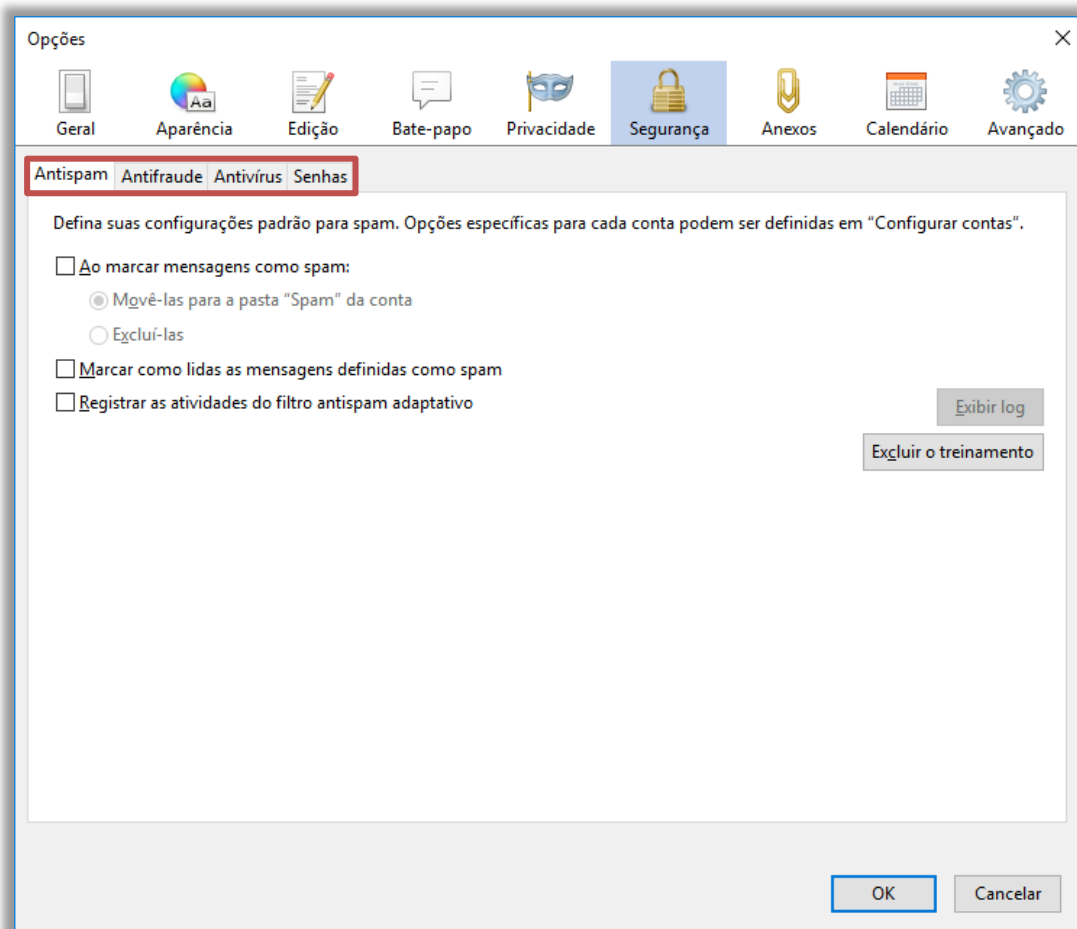 Opções
Geral Aparência Edição Bate-papo Privacidade Segurança Anexos Calendário Avançado
Antispam Antifraude Antivírus Senhas
Defina suas configurações padrão para spam. Opções específicas para cada conta podem ser definidas em “Configurar contas”.
Ao marcar mensagens como spam:
Movê-las para a pasta “Spam” da conta
Excluí-las
Marcar como lidas as mensagens definidas como spam
Registrar as atividades do filtro antispam adaptativo
Exibir log
Excluir o treinamento
OK Cancelar